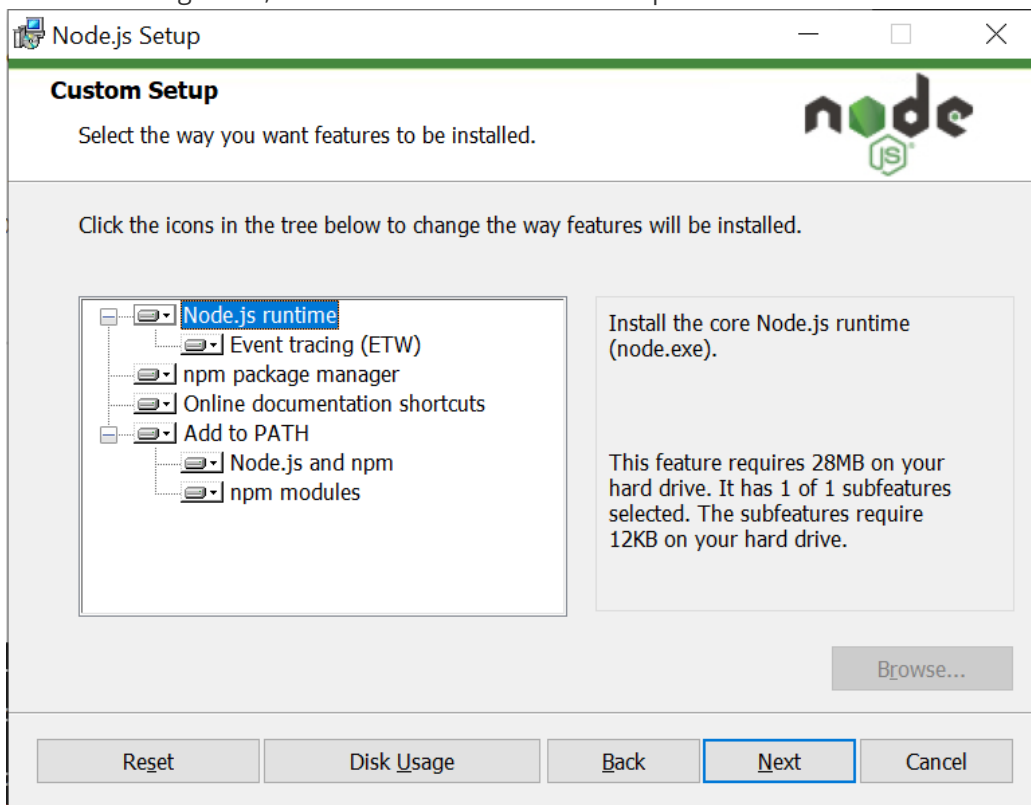 Node.js Setup
Custom Setup
Select the way you want features to be installed.
node
JS
Click the icons in the tree below to change the way features will be installed.
Node.js runtime
Event tracing (ETW)
npm package manager
Online documentation shortcuts
Add to PATH
Node.js and npm
npm modules
Install the core Node.js runtime
(node.exe).
This feature requires 28MB on your
hard drive. It has 1 of 1 subfeatures
selected. The subfeatures require
12KB on your hard drive.
Browse...
Reset Disk Usage Back Next Cancel